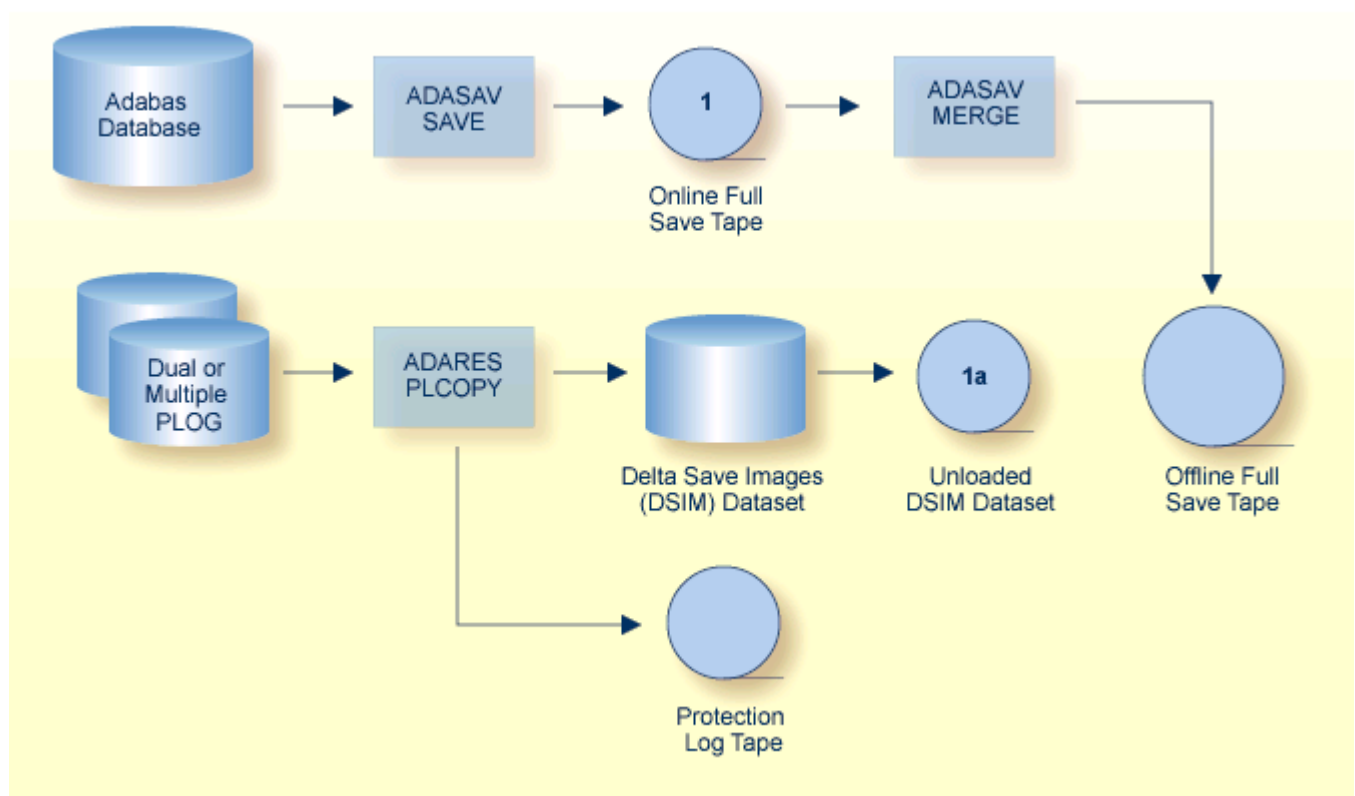 Adabas
Database
ADASAV
SAVE
1
Online Full
Save Tape
ADASAV
MERGE
Dual or
Multiple
PLOG
ADARES
PLCOPY
Delta Save Images
(DSIM) Dataset
1a
Unloaded
DSIM Dataset
Offline Full
Save Tape
Protection
Log Tape